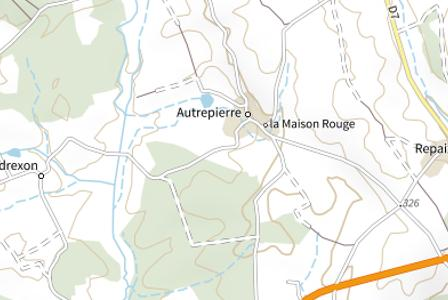 D7
Autrepierre
la Maison Rouge
drexon
Repai
326